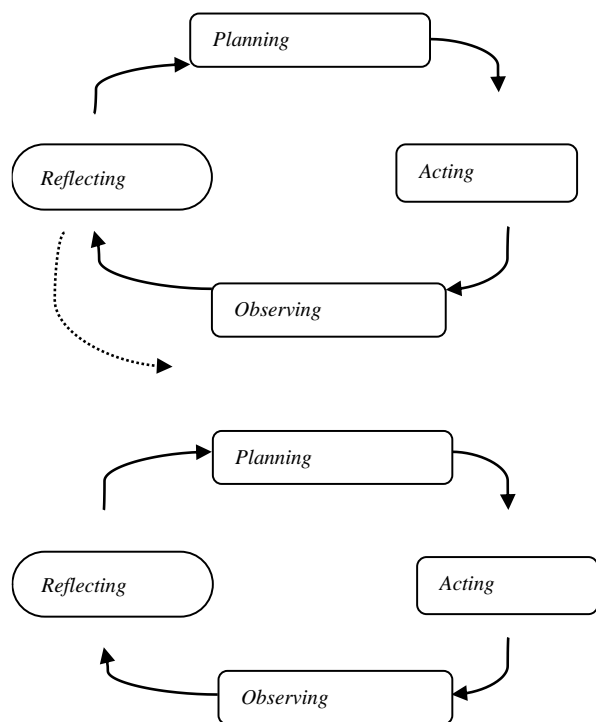 Planning
Reflecting
Acting
Observing
Planning
Reflecting
Acting
Observing